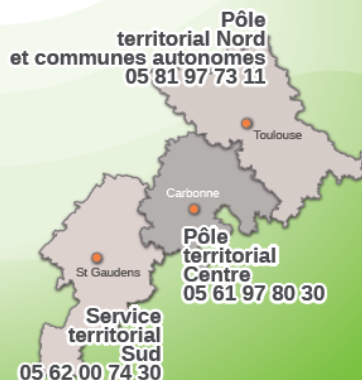 Pôle
territorial Nord
et communes autonomes
05 81 97 73 11
Toulouse
Carbonne
Pôle
territorial
Centre
05 61 97 80 30
St Gaudens
Service
territorial
Sud
05 62 00 74 30